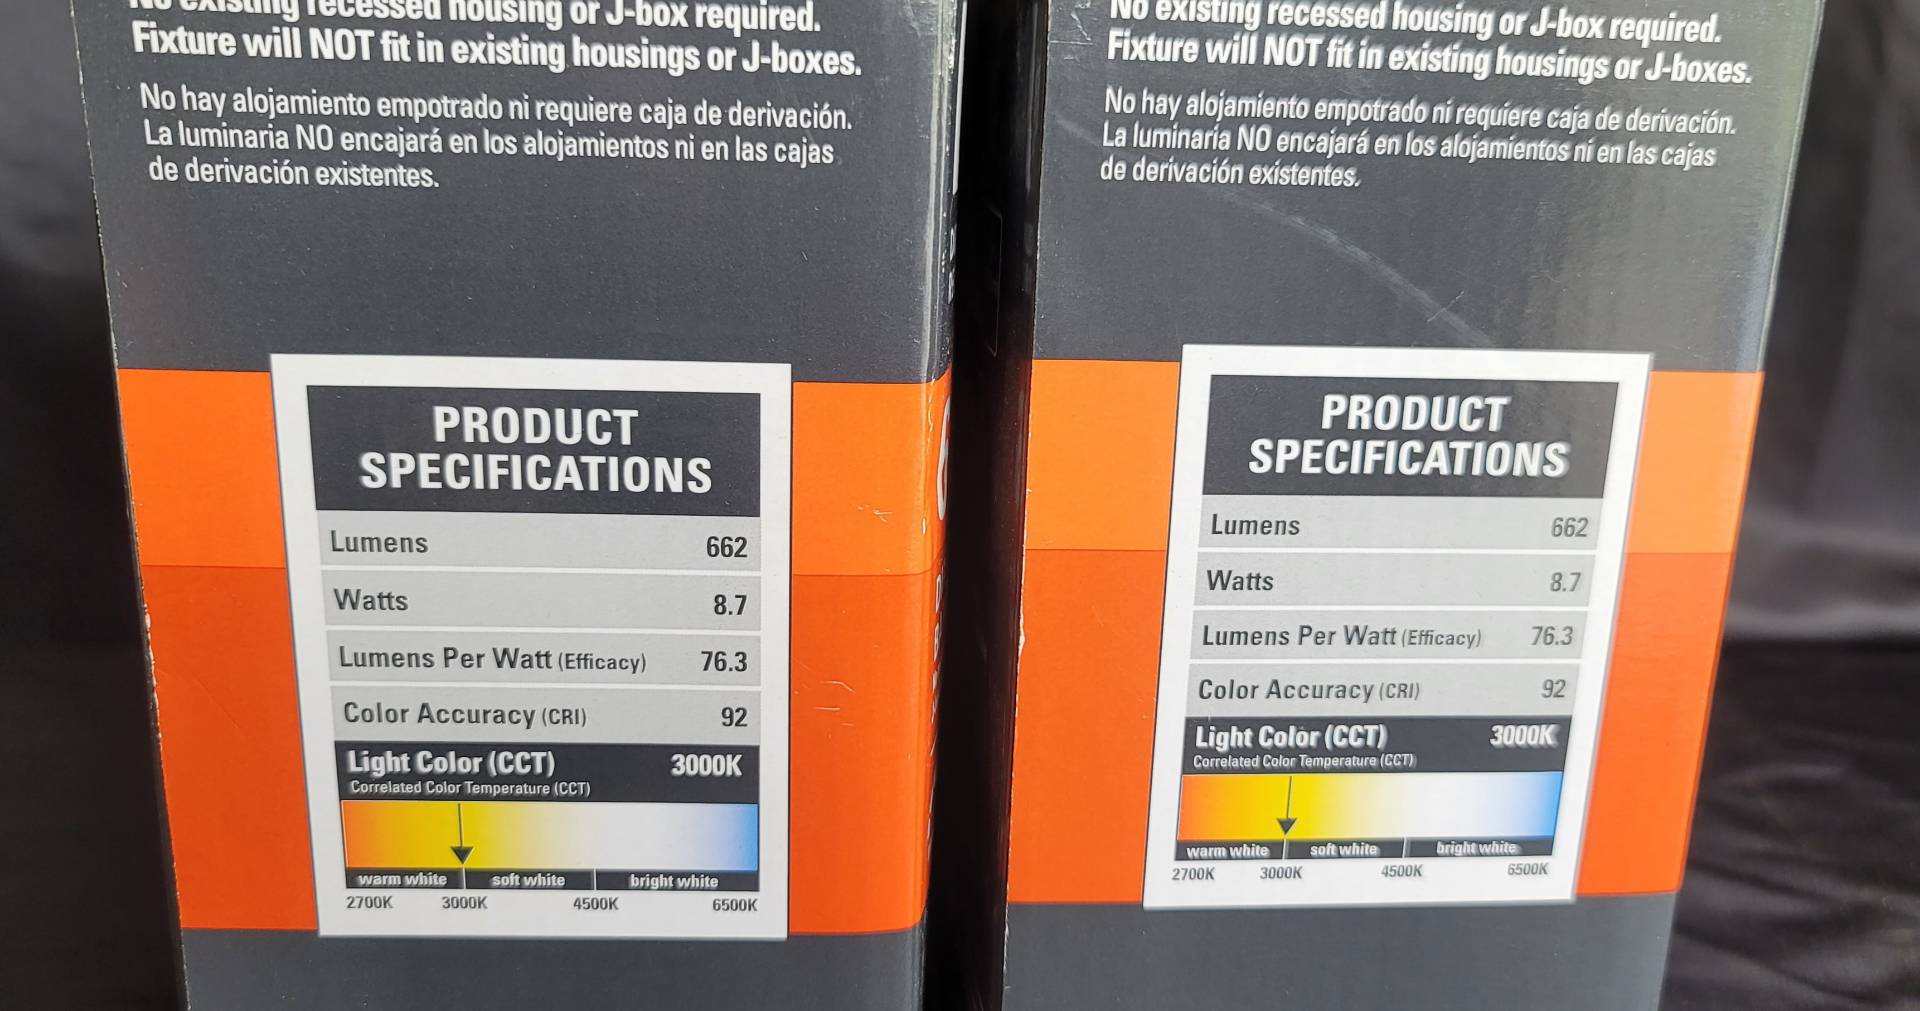 No existing recessed housing or J-box required.
Fixture will NOT fit in existing housings or J-boxes.
No hay alojamiento empotrado ni requiere caja de derivación.
La luminaria NO encajará en los alojamientos ni en las cajas
de derivación existentes.
PRODUCT
SPECIFICATIONS
Lumens 662
Watts 8.7
Lumens Per Watt (Efficacy) 76.3
Color Accuracy (CRI) 92
Light Color (CCT) 3000K
Correlated Color Temperature (CCT)
warm white soft white bright white
2700K 3000K 4500K 6500K
No existing recessed housing or J-box required.
Fixture will NOT fit in existing housings or J-boxes.
No hay alojamiento empotrado ni requiere caja de derivación.
La luminaria NO encajará en los alojamientos ni en las cajas
de derivación existentes.
PRODUCT
SPECIFICATIONS
Lumens 662
Watts 8.7
Lumens Per Watt (Efficacy) 76.3
Color Accuracy (CRI) 92
Light Color (CCT) 3000K
Correlated Color Temperature (CCT)
warm white soft white bright white
2700K 3000K 4500K 6500K